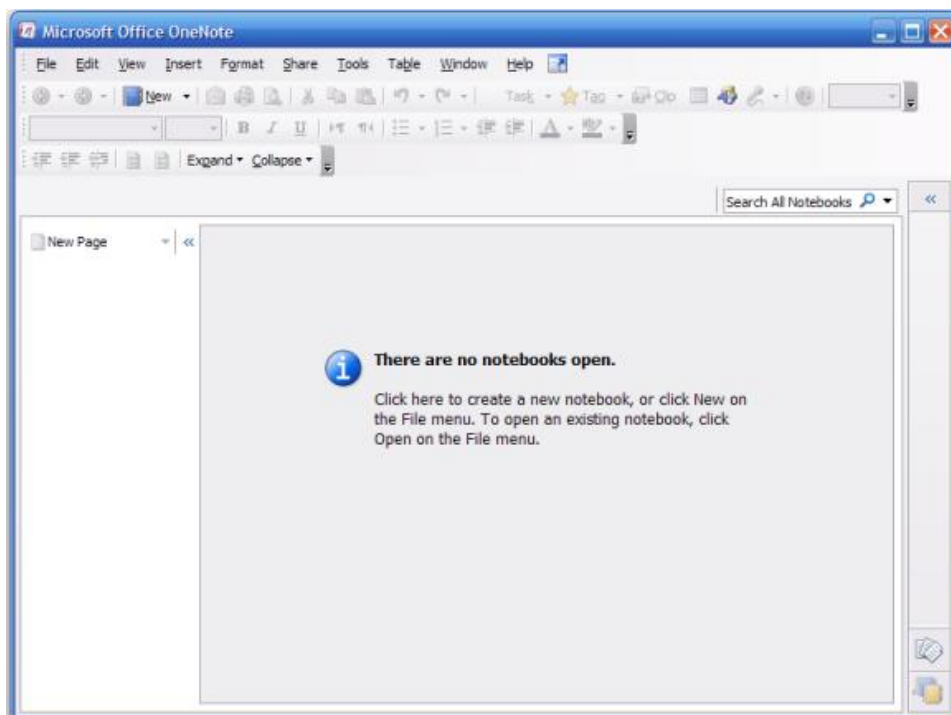 Microsoft Office OneNote
File Edit View Insert Format Share Tools Table Window Help
New Task Tag
B I U
Expand Collapse
Search All Notebooks
New Page
There are no notebooks open.
Click here to create a new notebook, or click New on
the File menu. To open an existing notebook, click
Open on the File menu.